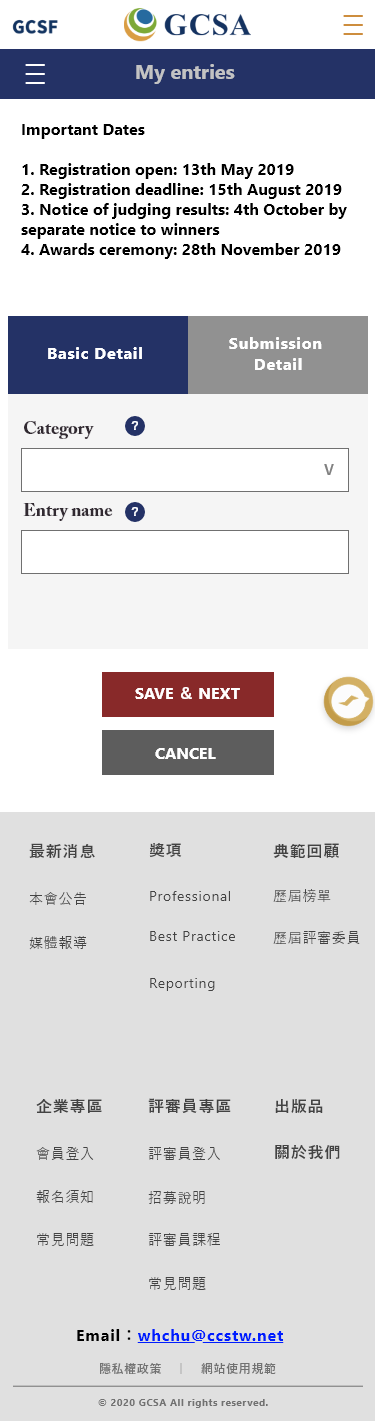 GCSF
GCSA
My entries
Important Dates
1. Registration open: 13th May 2019
2. Registration deadline: 15th August 2019
3. Notice of judging results: 4th October by
separate notice to winners
4. Awards ceremony: 28th November 2019
Basic Detail
Submission
Detail
Category ?
V
Entry name ?
SAVE & NEXT
CANCEL
最新消息
本會公告
媒體報導
獎項
Professional
Best Practice
Reporting
典範回顧
歷屆榜單
歷屆評審委員
企業專區
會員登入
報名須知
常見問題
評審員專區
評審員登入
招募說明
評審員課程
常見問題
出版品
關於我們
Email：whchu@ccstw.net
隱私權政策 | 網站使用規範
© 2020 GCSA All rights reserved.